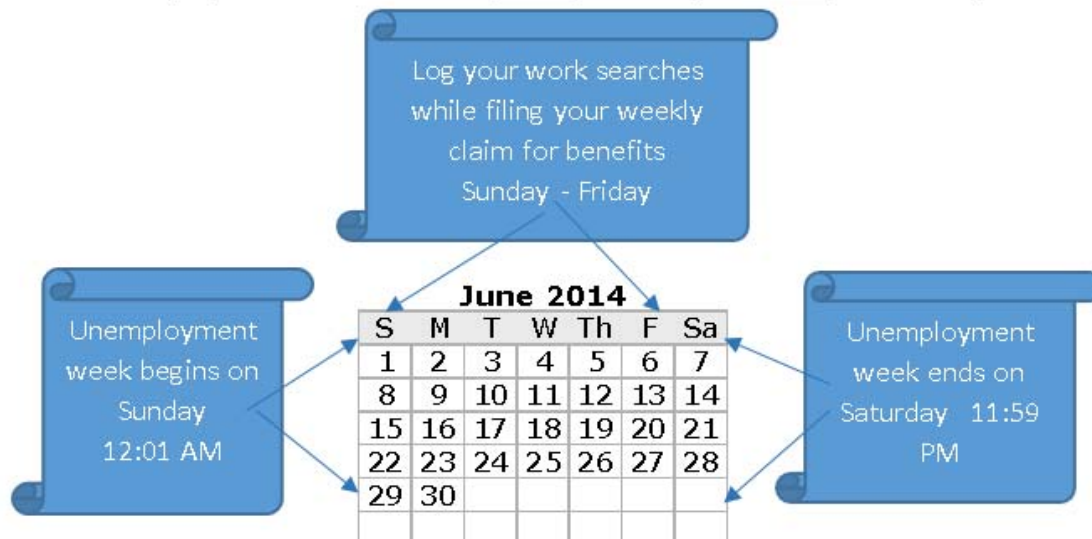 Log your work searches
while filing your weekly
claim for benefits
Sunday - Friday
Unemployment
week begins on
Sunday
12:01 AM
June 2014
S M T W Th F Sa
1 2 3 4 5 6 7
8 9 10 11 12 13 14
15 16 17 18 19 20 21
22 23 24 25 26 27 28
29 30
Unemployment
week ends on
Saturday 11:59
PM